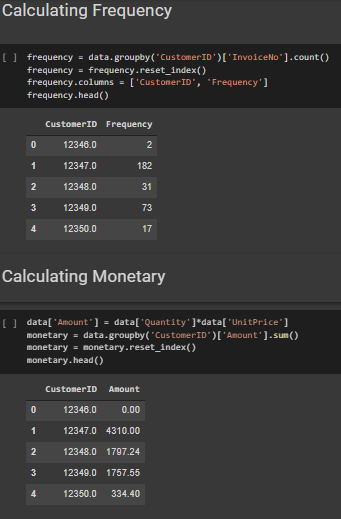 Calculating Frequency
[ ] frequency = data.groupby('CustomerID')['InvoiceNo'].count()
frequency = frequency.reset_index()
frequency.columns = ['CustomerID', 'Frequency']
frequency.head()
CustomerID Frequency
0 12346.0 2
1 12347.0 182
2 12348.0 31
3 12349.0 73
4 12350.0 17
Calculating Monetary
[ ] data['Amount'] = data['Quantity']*data['UnitPrice']
monetary = data.groupby('CustomerID')['Amount'].sum()
monetary = monetary.reset_index()
monetary.head()
CustomerID Amount
0 12346.0 0.00
1 12347.0 4310.00
2 12348.0 1797.24
3 12349.0 1757.55
4 12350.0 334.40